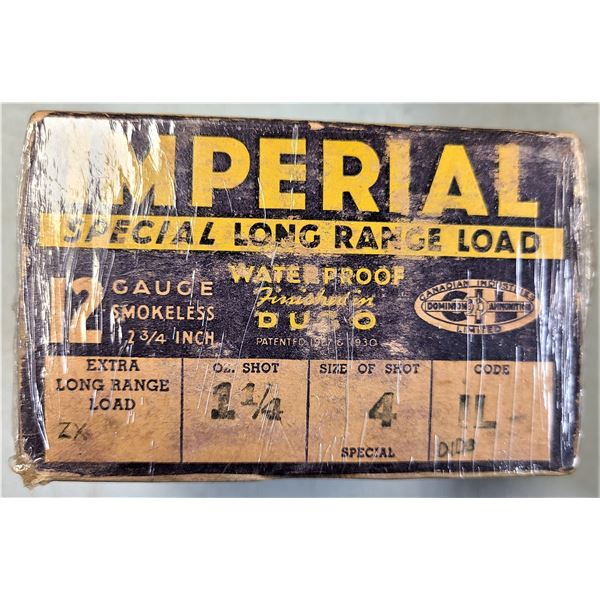 IMPERIAL
SPECIAL LONG RANGE LOAD
12 GAUGE
SMOKELESS
2 3/4 INCH
WATERPROOF
Finished in
DUCO
PATENTED 1927 & 1930
CANADIAN INDUSTRIES
DOMINION AMMUNITION
LIMITED
EXTRA
LONG RANGE
LOAD
ZX
OZ. SHOT
1 1/4
SIZE OF SHOT
4
SPECIAL
CODE
IL